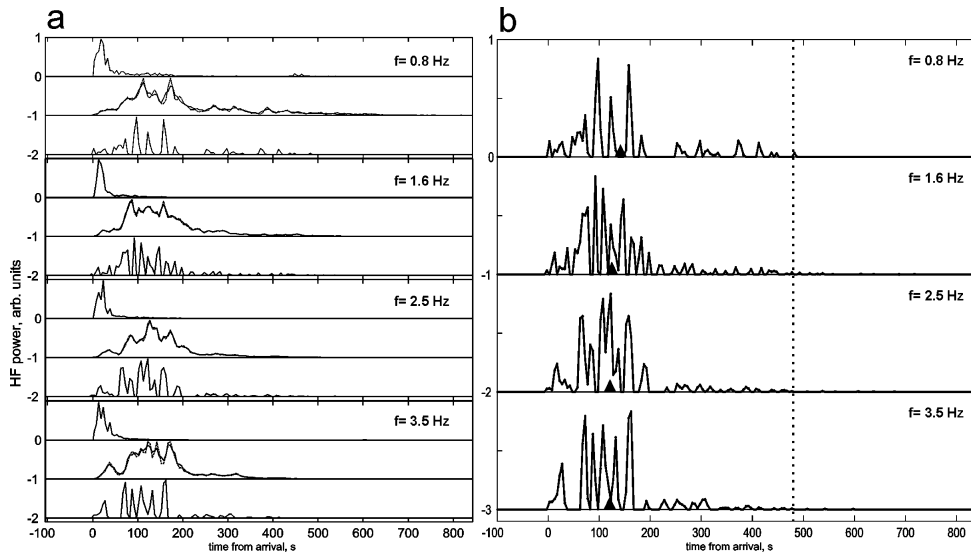 a
b
HF power, arb. units
1
f= 0.8 Hz
0
-1
-2
f= 1.6 Hz
0
-1
-2
f= 2.5 Hz
0
-1
-2
f= 3.5 Hz
0
-1
-2
-100 0 100 200 300 400 500 600 700 800
time from arrival, s
1
f= 0.8 Hz
0
f= 1.6 Hz
-1
f= 2.5 Hz
-2
f= 3.5 Hz
-3
-100 0 100 200 300 400 500 600 700 800
time from arrival, s